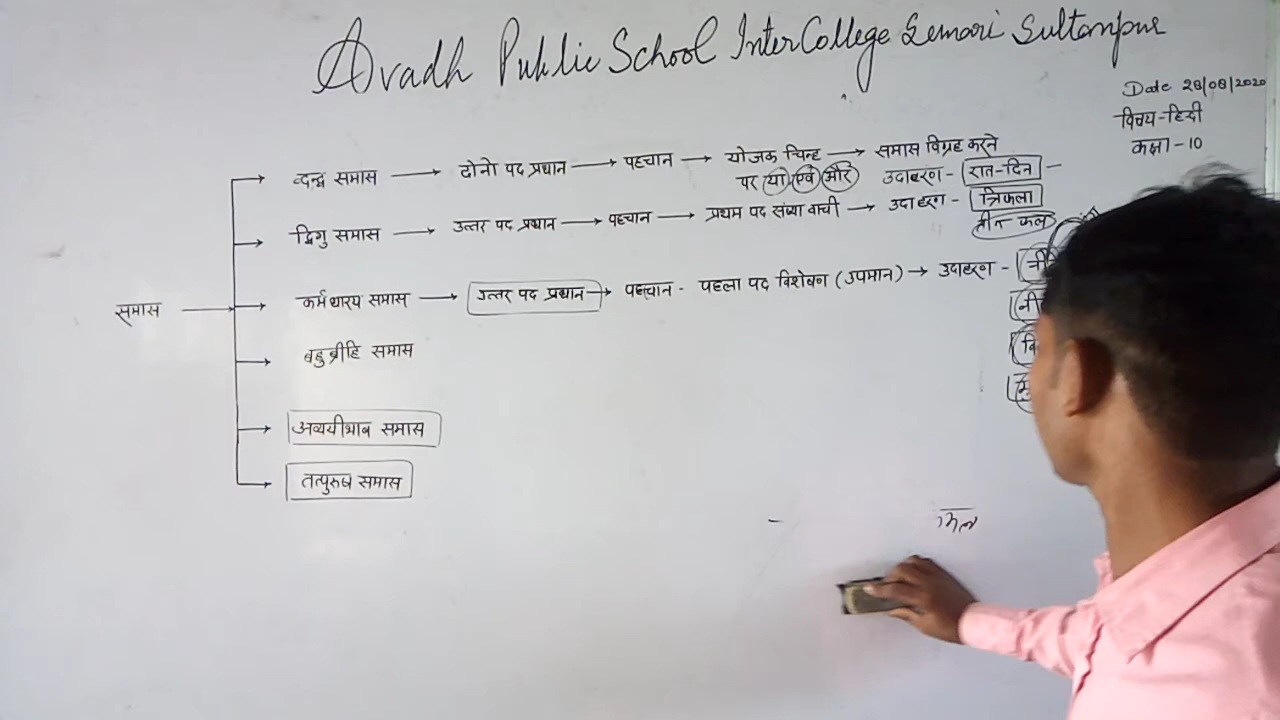 Avadh Public School Inter College Semari Sultanpur
Date 28/08/2020
विषय-हिन्दी
कक्षा-10
समास
द्वन्द्व समास → दोनो पद प्रधान → पहचान → योजक चिन्ह → समास विग्रह करने
पर या एवं और उदाहरण - रात-दिन -
द्विगु समास → उत्तर पद प्रधान → पहचान → प्रथम पद संख्या वाची → उदाहरण - त्रिफला
तीन फल
कर्मधारय समास → उत्तर पद प्रधान → पहचान - पहला पद विशेषण (उपमान) → उदाहरण -
बहुब्रीहि समास
अव्ययीभाव समास
तत्पुरुष समास